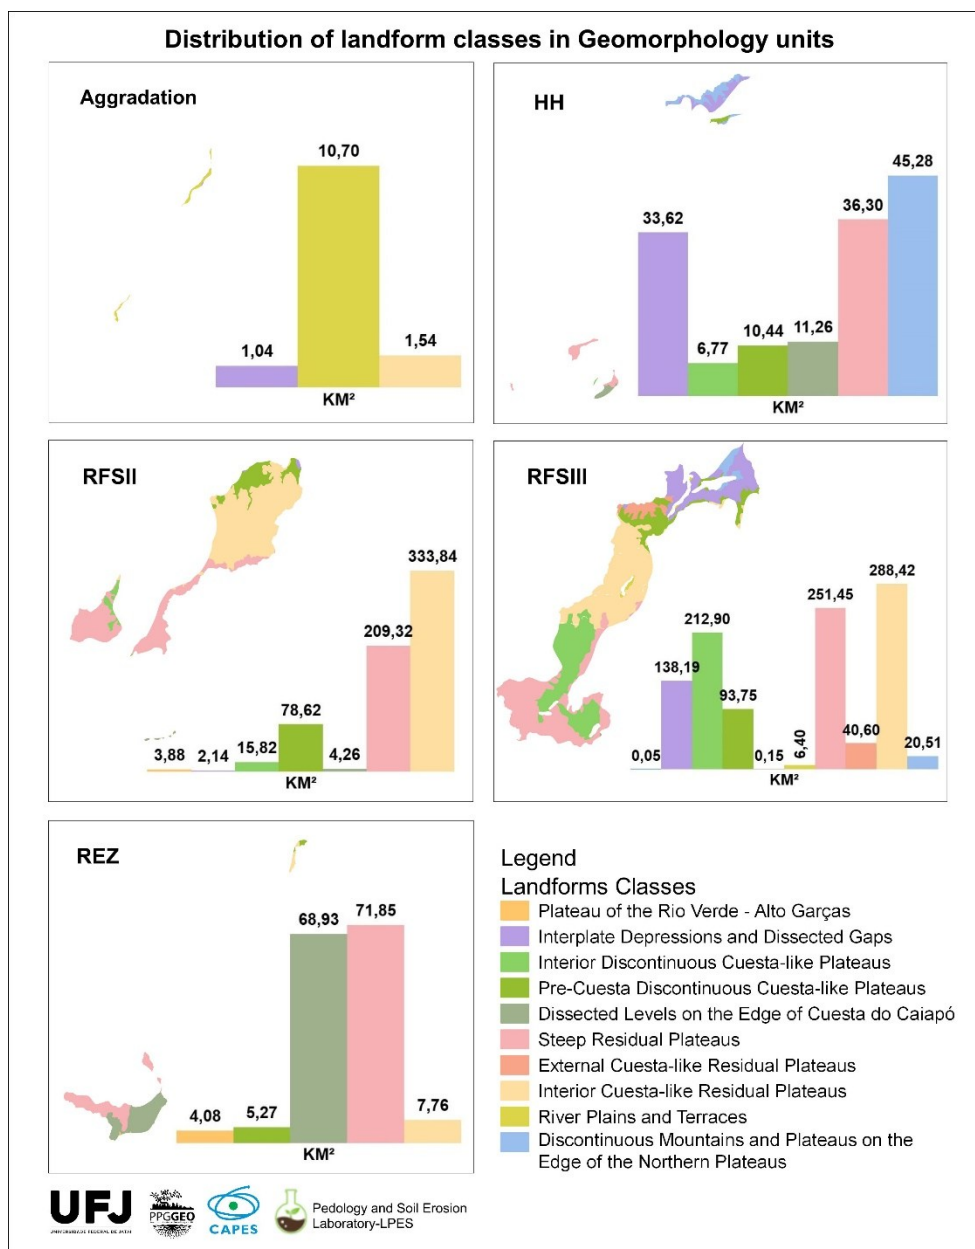 Distribution of landform classes in Geomorphology units
Aggradation
10,70
1,04
1,54
KM²
HH
33,62
6,77
10,44
11,26
36,30
45,28
KM²
RFSII
3,88
2,14
15,82
78,62
4,26
209,32
333,84
KM²
RFSIII
0,05
138,19
212,90
93,75
0,15
6,40
251,45
40,60
288,42
20,51
KM²
REZ
4,08
5,27
68,93
71,85
7,76
KM²
Legend
Landforms Classes
Plateau of the Rio Verde - Alto Garças
Interplate Depressions and Dissected Gaps
Interior Discontinuous Cuesta-like Plateaus
Pre-Cuesta Discontinuous Cuesta-like Plateaus
Dissected Levels on the Edge of Cuesta do Caiapó
Steep Residual Plateaus
External Cuesta-like Residual Plateaus
Interior Cuesta-like Residual Plateaus
River Plains and Terraces
Discontinuous Mountains and Plateaus on the
Edge of the Northern Plateaus
UFJ
UNIVERSIDADE FEDERAL DE JATAÍ
PPGGEO
CAPES
Pedology and Soil Erosion
Laboratory-LPES